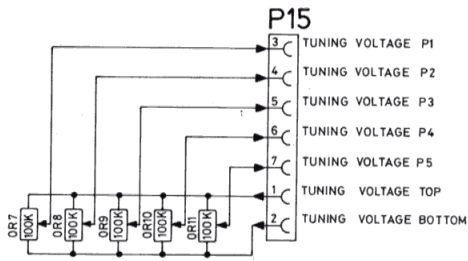 P15
3 TUNING VOLTAGE P1
4 TUNING VOLTAGE P2
5 TUNING VOLTAGE P3
6 TUNING VOLTAGE P4
7 TUNING VOLTAGE P5
1 TUNING VOLTAGE TOP
2 TUNING VOLTAGE BOTTOM
OR7 100K
OR8 100K
OR9 100K
OR10 100K
OR11 100K